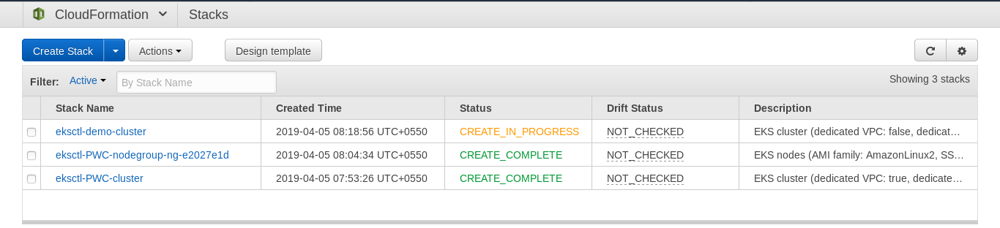 CloudFormation Stacks
Create Stack Actions Design template
Filter: Active By Stack Name Showing 3 stacks
Stack Name Created Time Status Drift Status Description
eksctl-demo-cluster 2019-04-05 08:18:56 UTC+0550 CREATE_IN_PROGRESS NOT_CHECKED EKS cluster (dedicated VPC: false, dedicat…
eksctl-PWC-nodegroup-ng-e2027e1d 2019-04-05 08:04:34 UTC+0550 CREATE_COMPLETE NOT_CHECKED EKS nodes (AMI family: AmazonLinux2, SS…
eksctl-PWC-cluster 2019-04-05 07:53:26 UTC+0550 CREATE_COMPLETE NOT_CHECKED EKS cluster (dedicated VPC: true, dedicate…